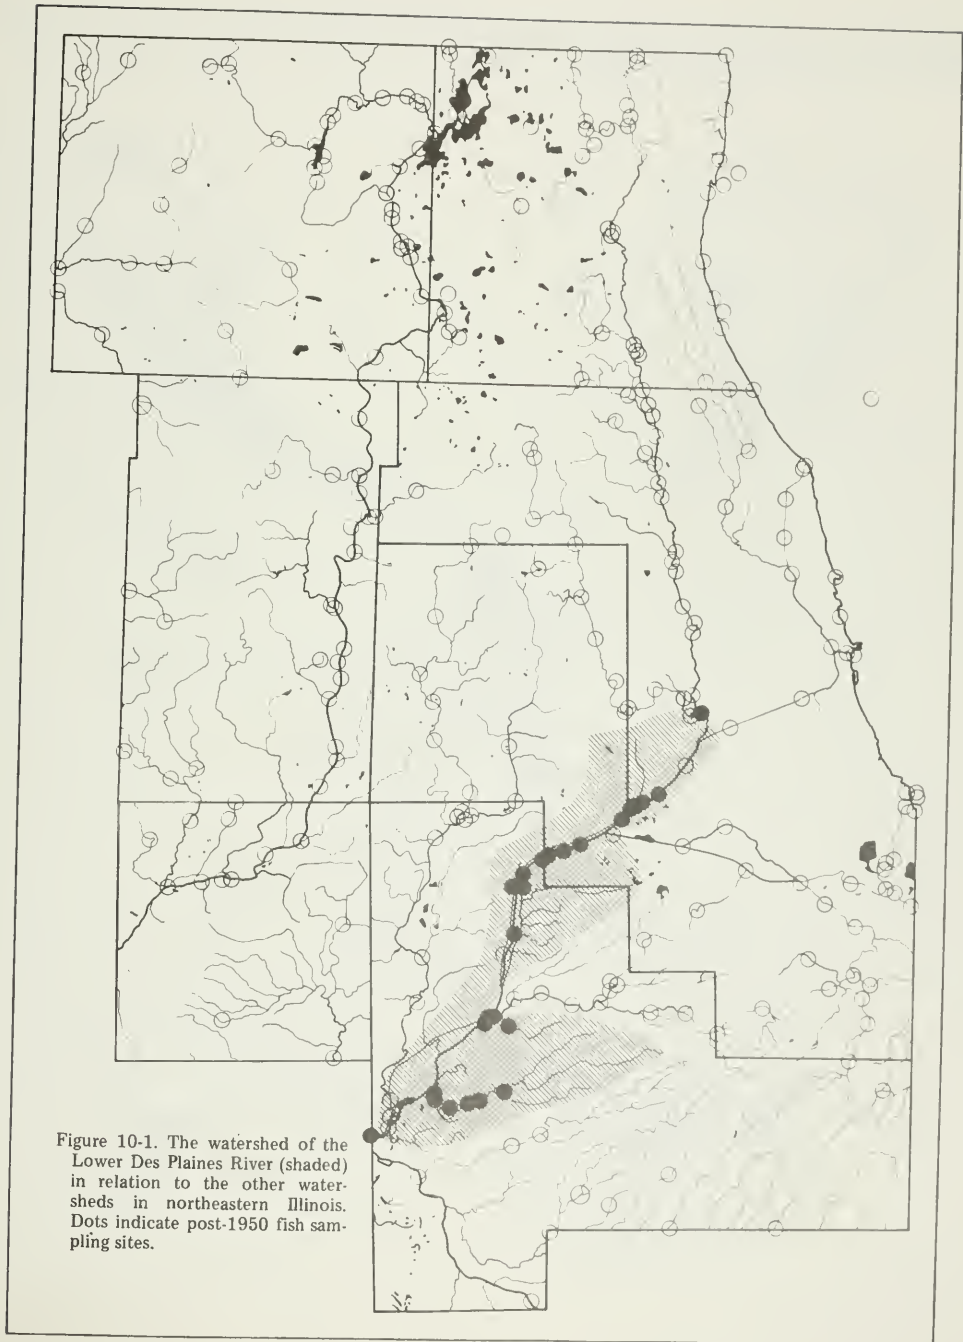 Figure 10-1. The watershed of the
Lower Des Plaines River (shaded)
in relation to the other water-
sheds in northeastern Illinois.
Dots indicate post-1950 fish sam-
pling sites.